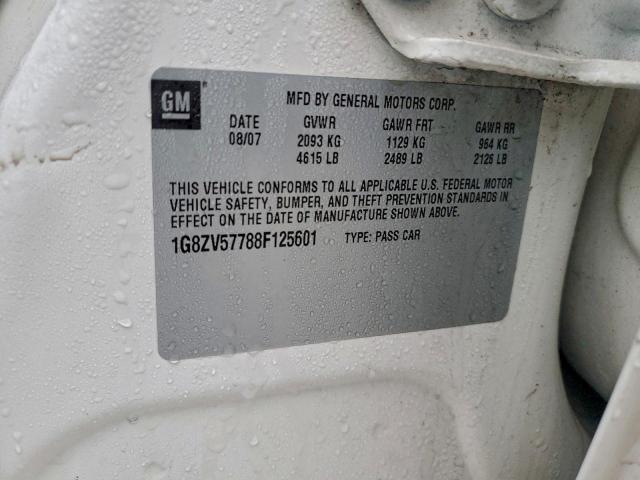 GM
MFD BY GENERAL MOTORS CORP.
DATE GVWR GAWR FRT GAWR RR
08/07 2093 KG 1129 KG 964 KG
4615 LB 2489 LB 2126 LB
THIS VEHICLE CONFORMS TO ALL APPLICABLE U.S. FEDERAL MOTOR
VEHICLE SAFETY, BUMPER, AND THEFT PREVENTION STANDARDS IN
EFFECT ON THE DATE OF MANUFACTURE SHOWN ABOVE.
1G8ZV57788F125601 TYPE: PASS CAR